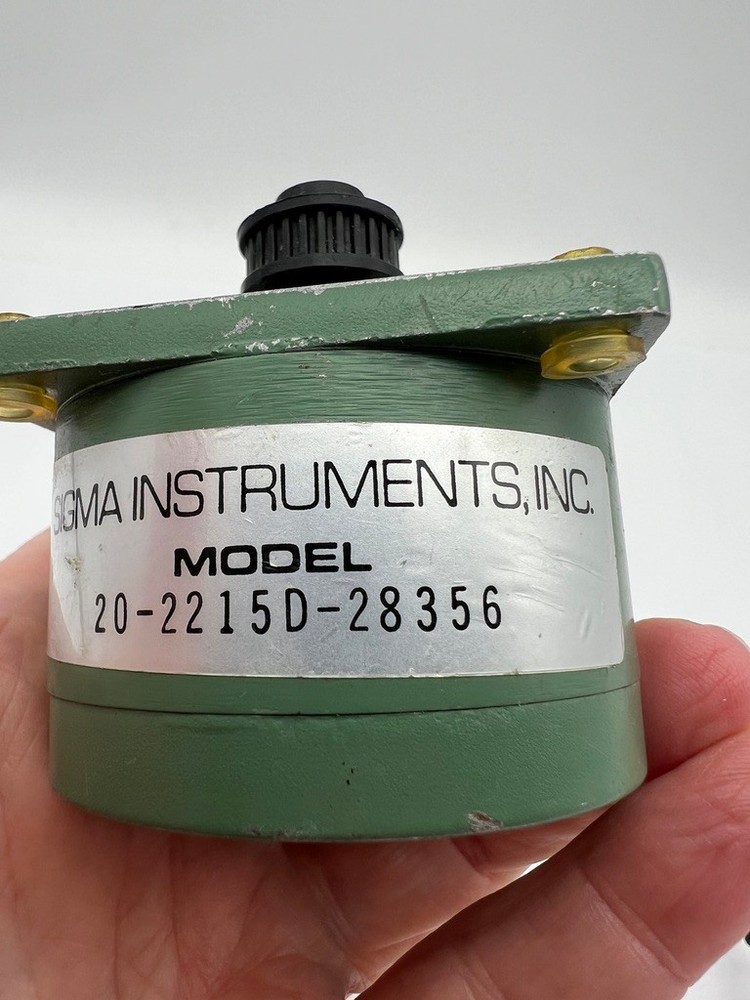 SIGMA INSTRUMENTS, INC.
MODEL
20-2215D-28356